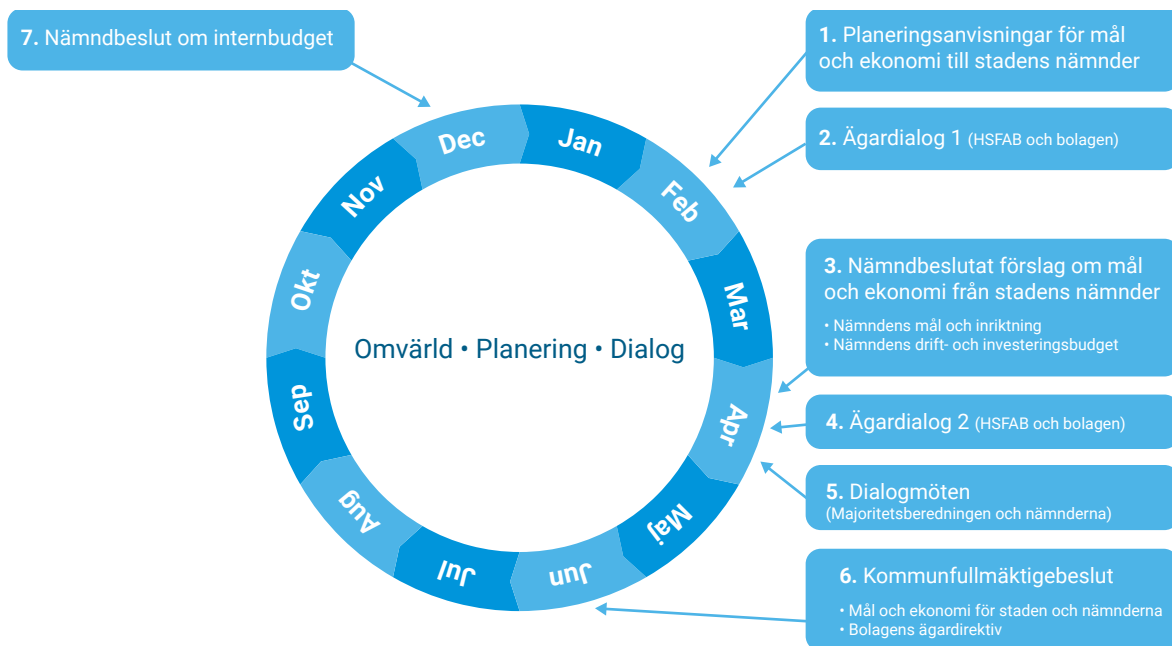 7. Nämndbeslut om internbudget
1. Planeringsanvisningar för mål
och ekonomi till stadens nämnder
2. Ägardialog 1 (HSFAB och bolagen)
3. Nämndbeslutat förslag om mål
och ekonomi från stadens nämnder
• Nämndens mål och inriktning
• Nämndens drift- och investeringsbudget
4. Ägardialog 2 (HSFAB och bolagen)
5. Dialogmöten
(Majoritetsberedningen och nämnderna)
6. Kommunfullmäktigebeslut
• Mål och ekonomi för staden och nämnderna
• Bolagens ägardirektiv
Jan
Feb
Mar
Apr
Maj
Jun
Jul
Aug
Sep
Okt
Nov
Dec
Omvärld • Planering • Dialog